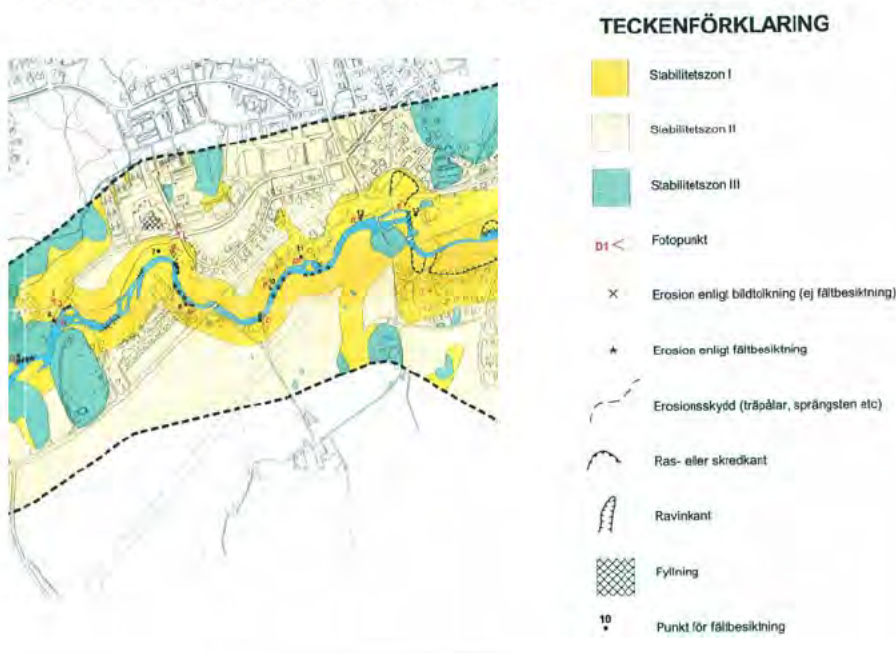 TECKENFÖRKLARING
Stabilitetszon I
Stabilitetszon II
Stabilitetszon III
D1 < Fotopunkt
Erosion enligt bildtolkning (ej fältbesiktning)
Erosion enligt fältbesiktning
Erosionsskydd (träpålar, sprängsten etc)
Ras- eller skredkant
Ravinkant
Fyllning
10
Punkt för fältbesiktning